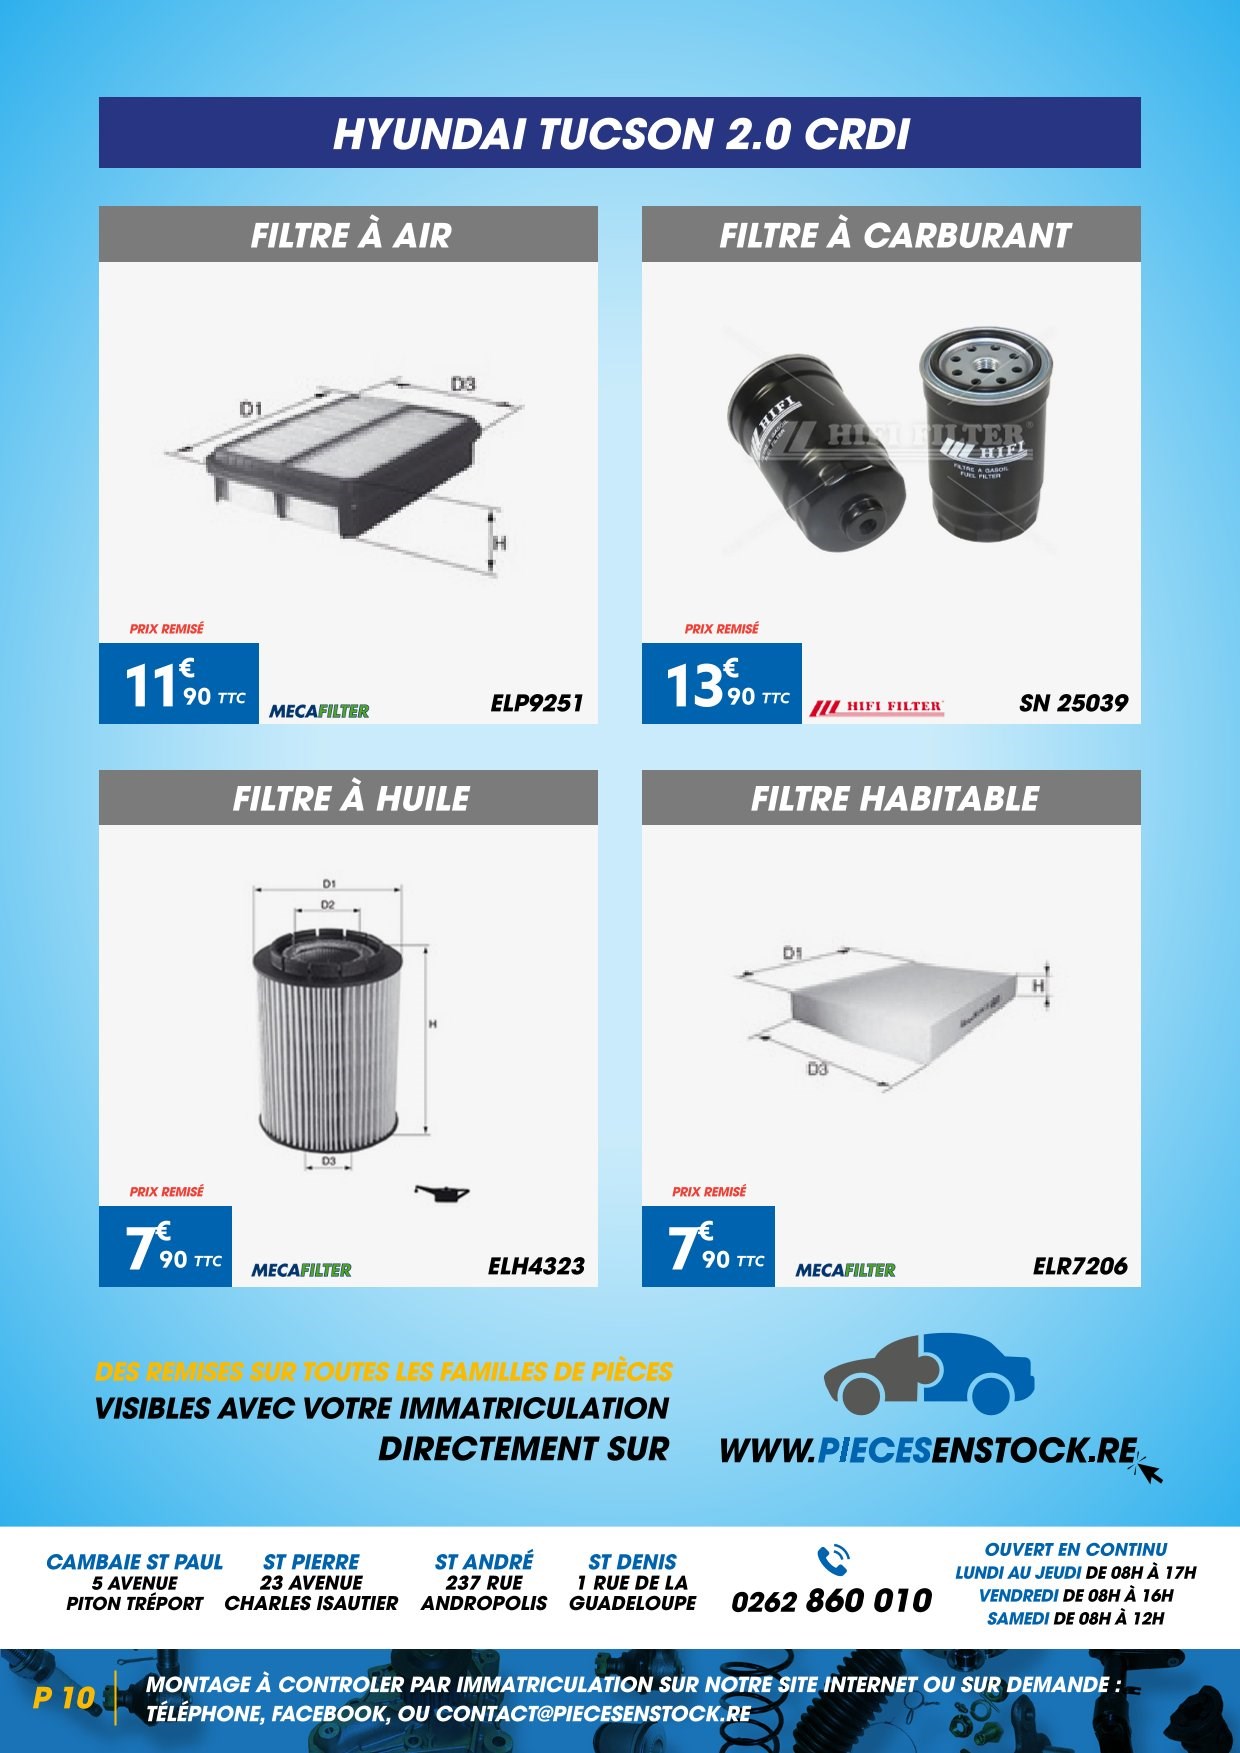 HYUNDAI TUCSON 2.0 CRDI
FILTRE À AIR
D1
D3
H
PRIX REMISÉ
11€90 TTC
MECAFILTER
ELP9251
FILTRE À CARBURANT
HIFI FILTER
HIFI
HIFI
FILTRE A GASOIL
FUEL FILTER
PRIX REMISÉ
13€90 TTC
HIFI FILTER
SN 25039
FILTRE À HUILE
D1
D2
H
D3
PRIX REMISÉ
7€90 TTC
MECAFILTER
ELH4323
FILTRE HABITABLE
D1
H
D3
PRIX REMISÉ
7€90 TTC
MECAFILTER
ELR7206
DES REMISES SUR TOUTES LES FAMILLES DE PIÈCES
VISIBLES AVEC VOTRE IMMATRICULATION
DIRECTEMENT SUR
WWW.PIECESENSTOCK.RE
CAMBAIE ST PAUL
5 AVENUE
PITON TRÉPORT
ST PIERRE
23 AVENUE
CHARLES ISAUTIER
ST ANDRÉ
237 RUE
ANDROPOLIS
ST DENIS
1 RUE DE LA
GUADELOUPE
0262 860 010
OUVERT EN CONTINU
LUNDI AU JEUDI DE 08H À 17H
VENDREDI DE 08H À 16H
SAMEDI DE 08H À 12H
P 10
MONTAGE À CONTROLER PAR IMMATRICULATION SUR NOTRE SITE INTERNET OU SUR DEMANDE :
TÉLÉPHONE, FACEBOOK, OU CONTACT@PIECESENSTOCK.RE